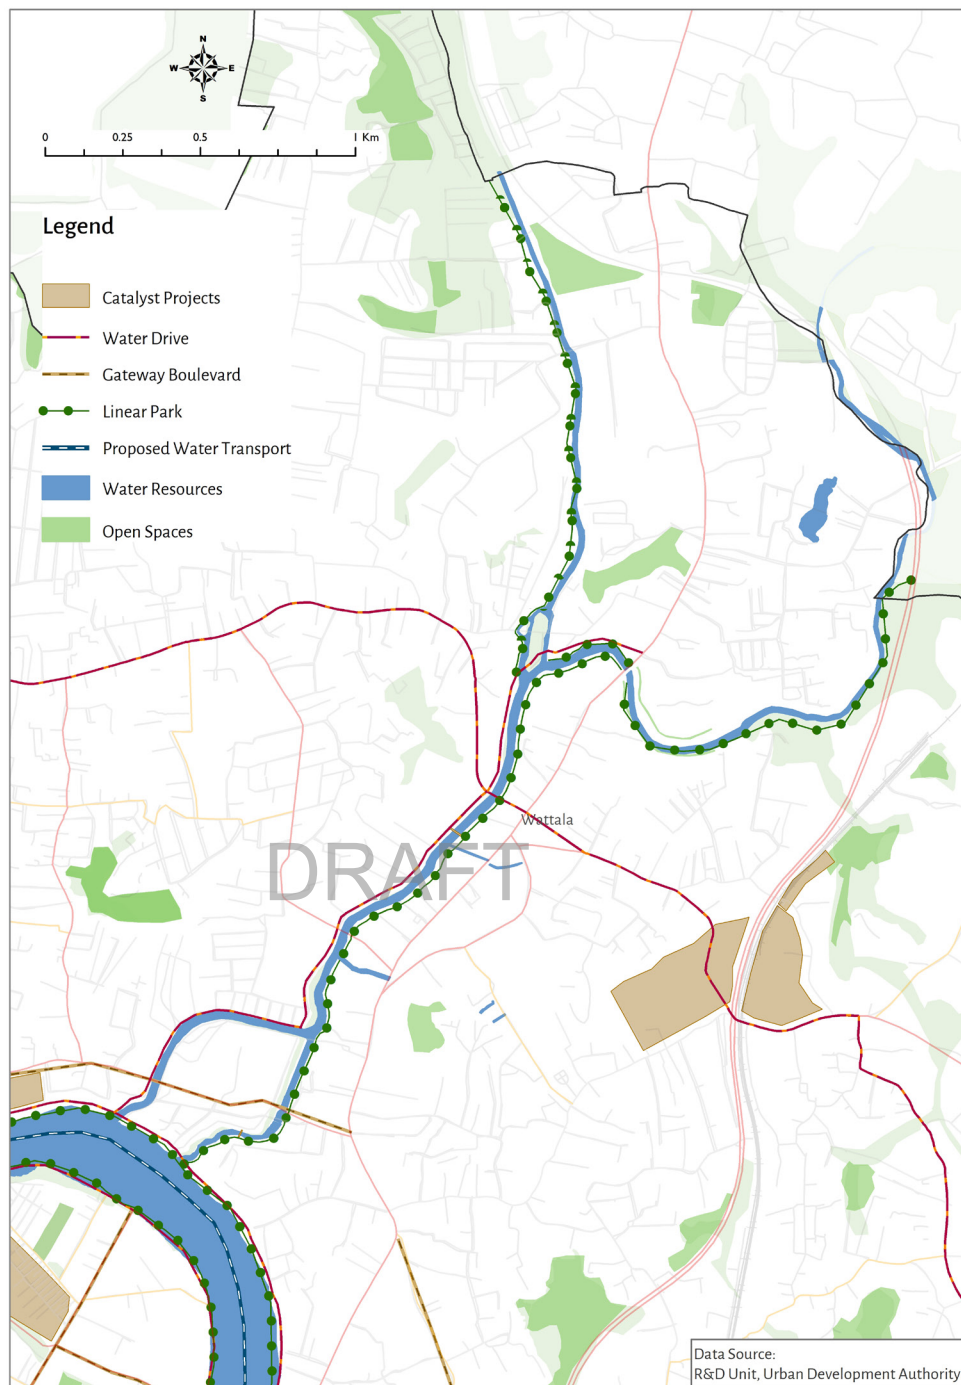 N
W E
S
0 0.25 0.5 1 Km
Legend
Catalyst Projects
Water Drive
Gateway Boulevard
Linear Park
Proposed Water Transport
Water Resources
Open Spaces
Wattala
DRAFT
Data Source:
R&D Unit, Urban Development Authority